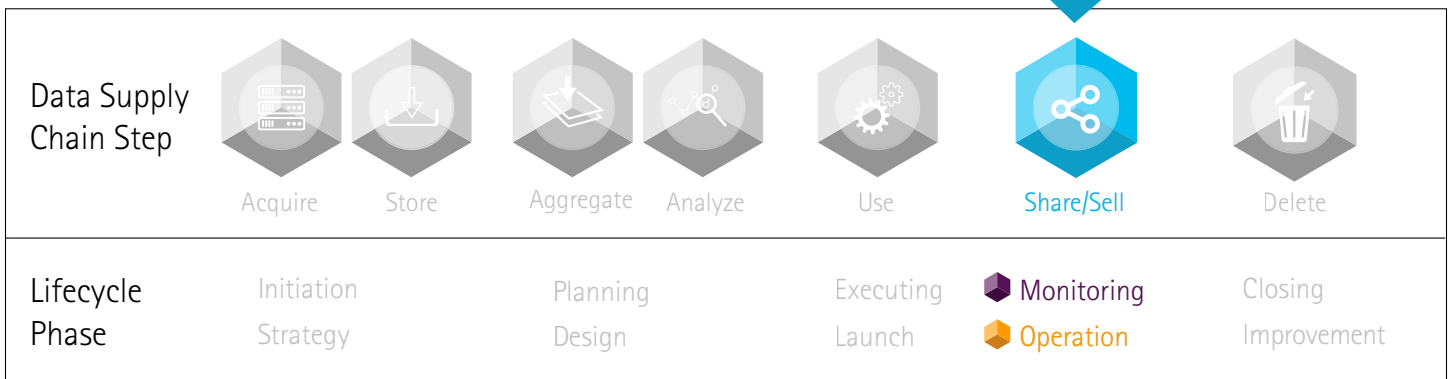 Data Supply
Chain Step
Acquire Store Aggregate Analyze Use Share/Sell Delete
Lifecycle
Phase
Initiation Planning Executing Monitoring Closing
Strategy Design Launch Operation Improvement